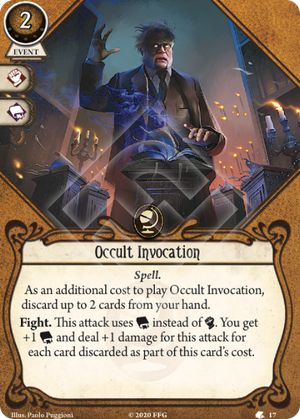 2
EVENT
Occult Invocation
Spell.
As an additional cost to play Occult Invocation,
discard up to 2 cards from your hand.
Fight. This attack uses instead of . You get
+1 and deal +1 damage for this attack for
each card discarded as part of this card's cost.
Illus. Paolo Puggioni
© 2020 FFG
17